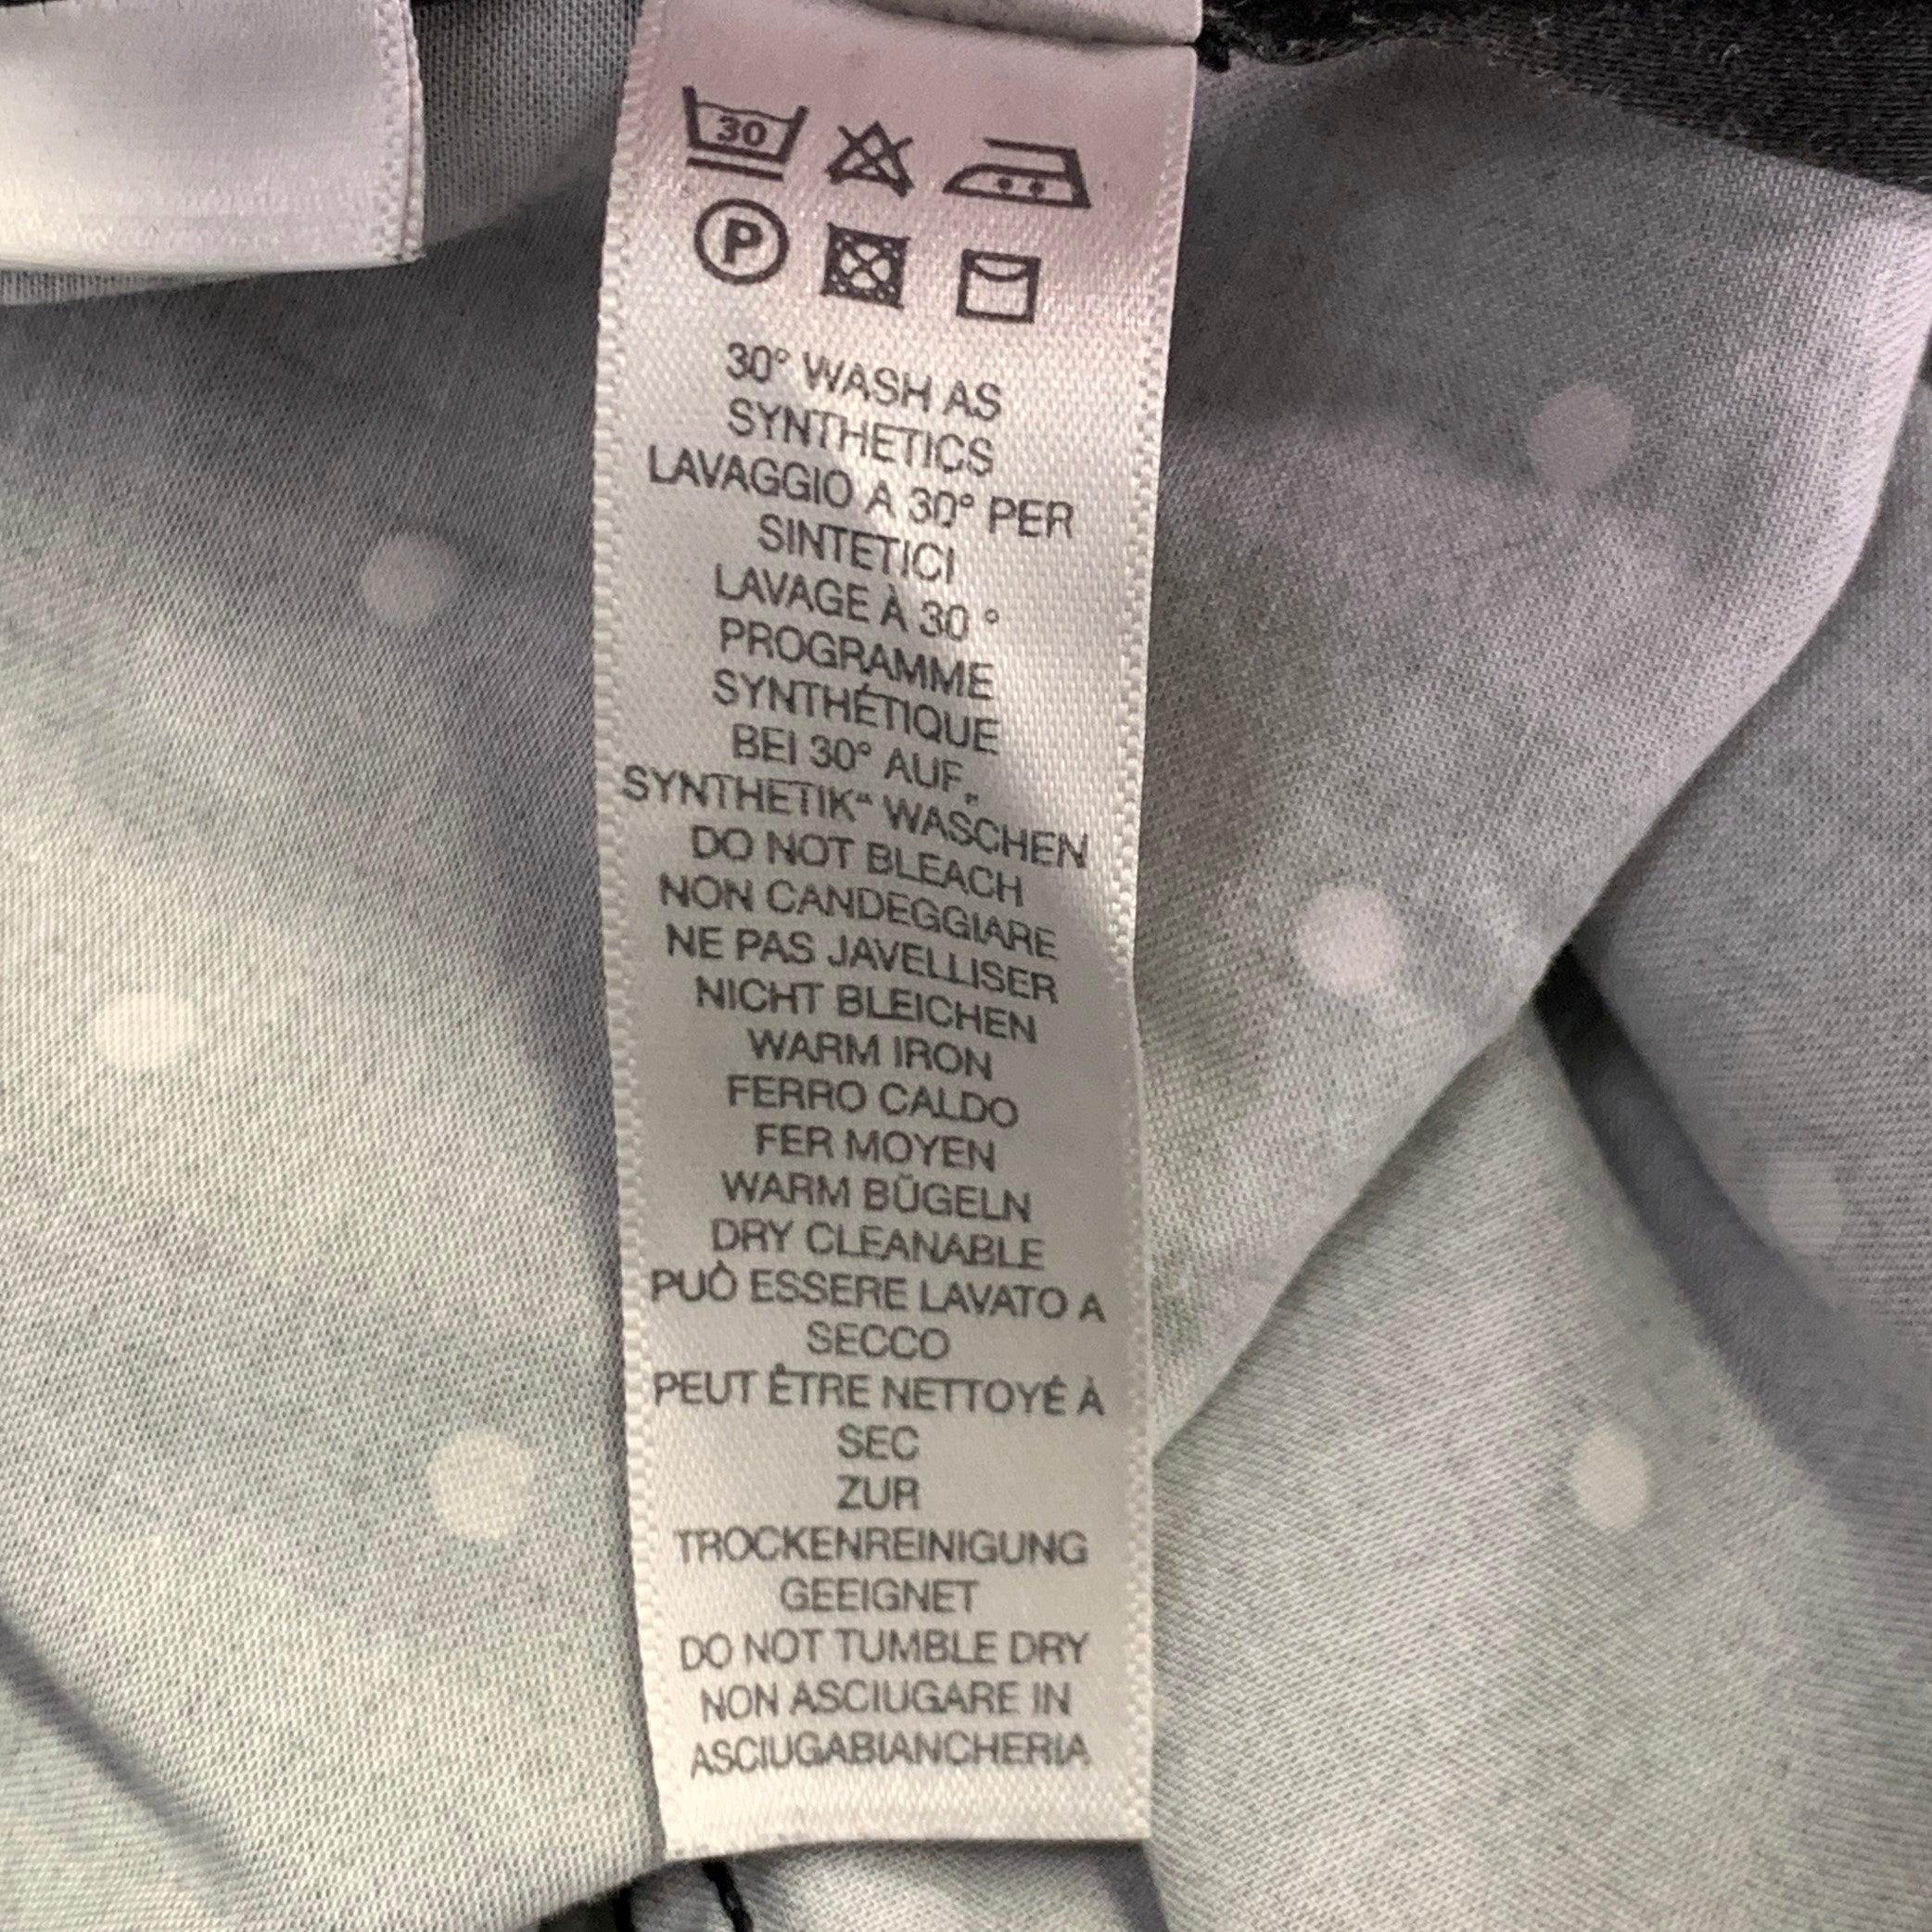 30
P
30° WASH AS
SYNTHETICS
LAVAGGIO A 30° PER
SINTETICI
LAVAGE À 30 °
PROGRAMME
SYNTHÉTIQUE
BEI 30° AUF„
SYNTHETIK“ WASCHEN
DO NOT BLEACH
NON CANDEGGIARE
NE PAS JAVELLISER
NICHT BLEICHEN
WARM IRON
FERRO CALDO
FER MOYEN
WARM BÜGELN
DRY CLEANABLE
PUÒ ESSERE LAVATO A
SECCO
PEUT ÊTRE NETTOYÉ À
SEC
ZUR
TROCKENREINIGUNG
GEEIGNET
DO NOT TUMBLE DRY
NON ASCIUGARE IN
ASCIUGABIANCHERIA